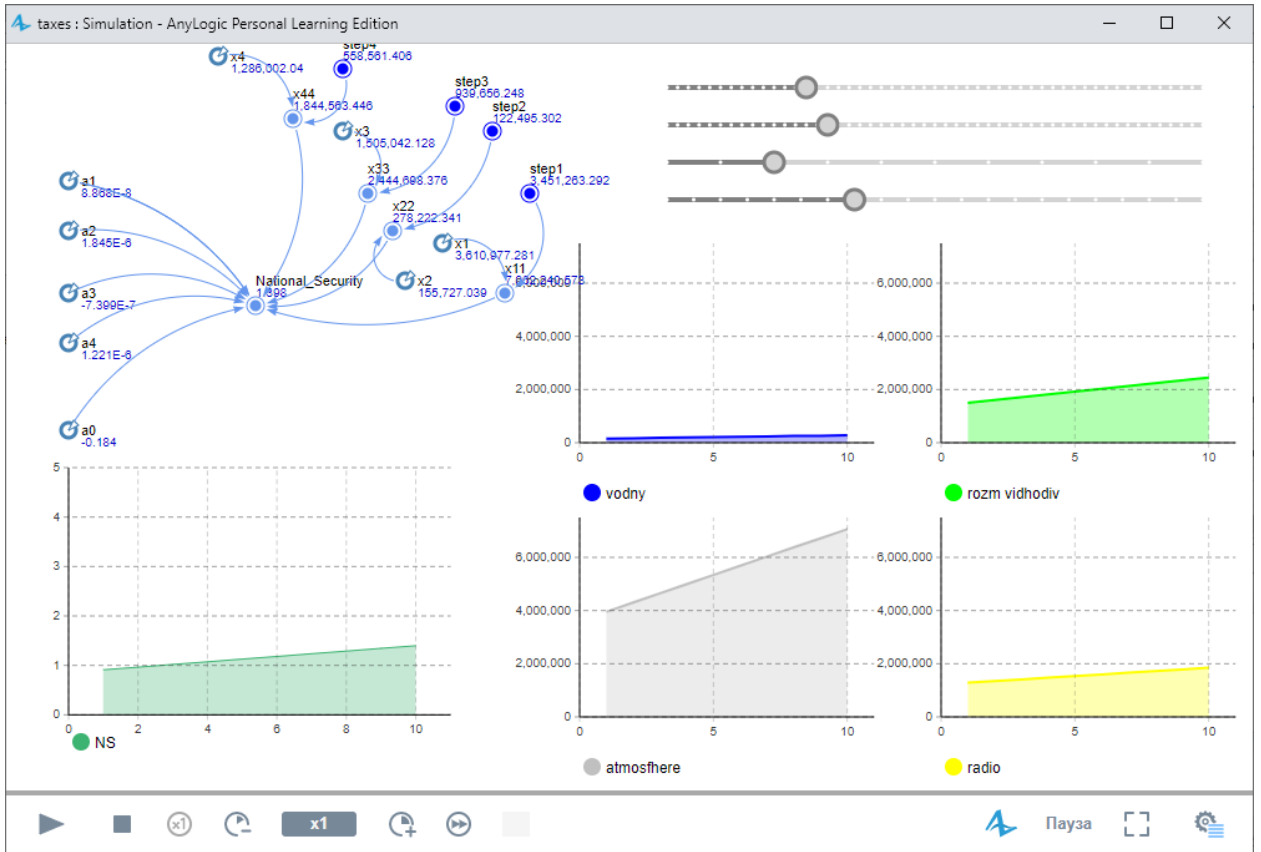 taxes : Simulation - AnyLogic Personal Learning Edition
x4
1,286,002.04
step4
558,561.406
x44
1,844,563.446
step3
939,656.248
step2
122,495.302
x3
1,505,042.128
x33
2,444,698.376
step1
3,451,263.292
a1
8.868E-8
x22
278,222.341
a2
1.845E-6
x1
3,610,977.281
x11
National_Security
1.398
x2
155,727.039
a3
-7.399E-7
a4
1.221E-6
a0
-0.184
6,000,000
4,000,000
2,000,000
0
0
5
10
vodny
6,000,000
4,000,000
2,000,000
0
0
5
10
rozm vidhodiv
5
4
3
2
1
0
0
2
4
6
8
10
NS
6,000,000
4,000,000
2,000,000
0
0
5
10
atmosfhere
6,000,000
4,000,000
2,000,000
0
0
5
10
radio
x1
x1
Пауза